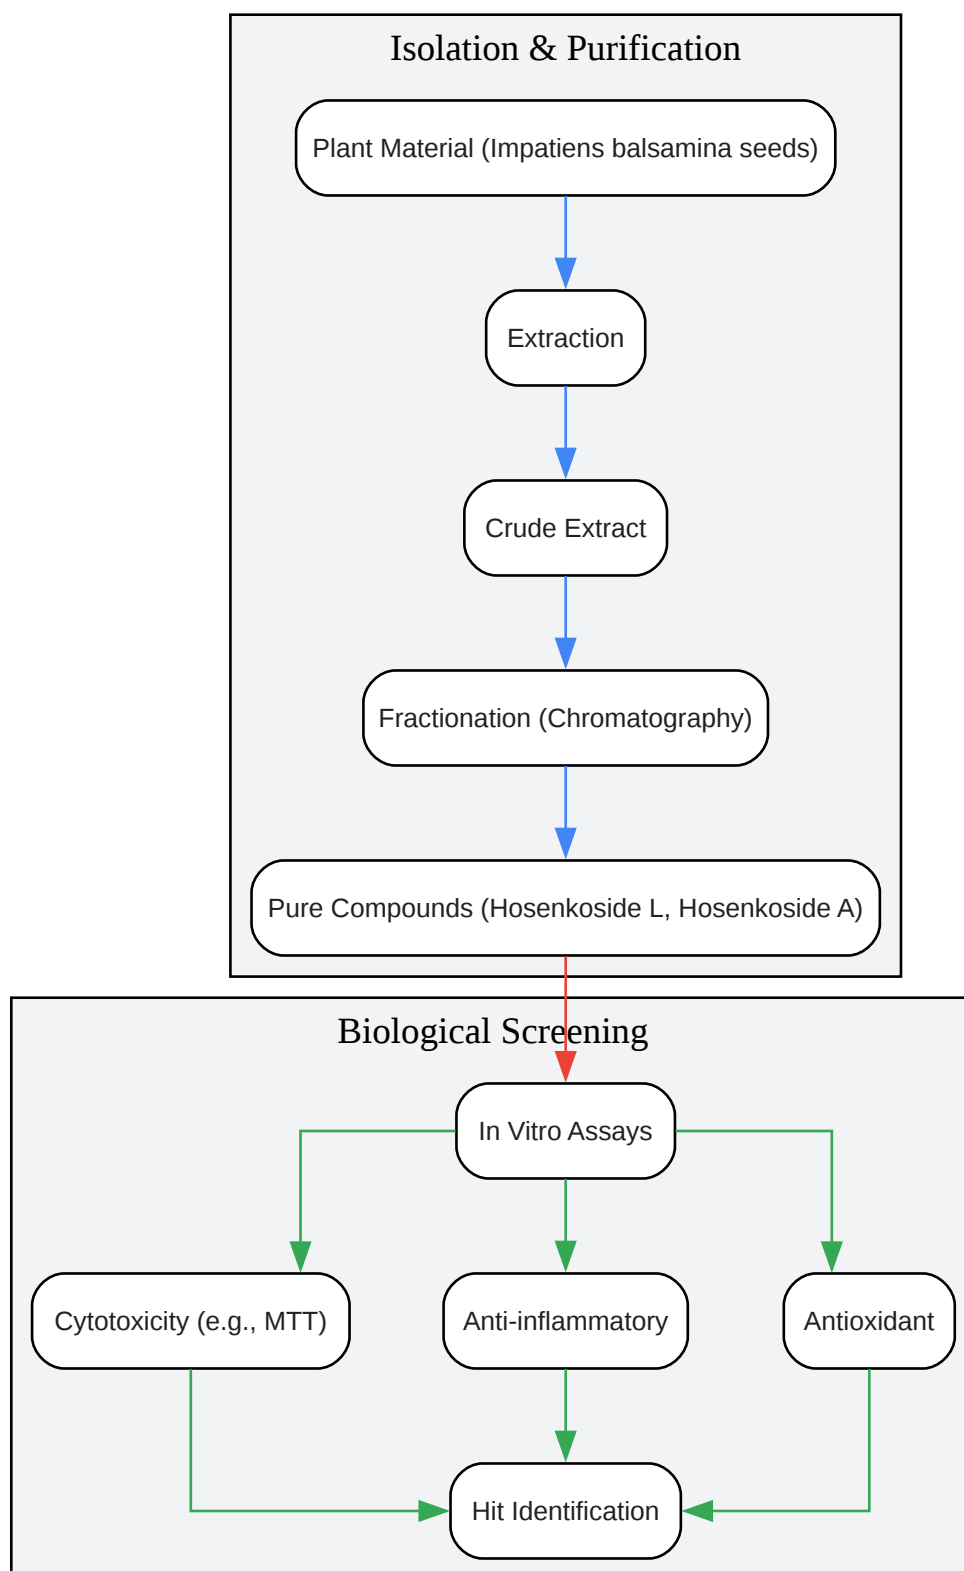 Isolation & Purification
Plant Material (Impatiens balsamina seeds)
Extraction
Crude Extract
Fractionation (Chromatography)
Pure Compounds (Hosenkoside L, Hosenkoside A)
Biological Screening
In Vitro Assays
Cytotoxicity (e.g., MTT)
Anti-inflammatory
Antioxidant
Hit Identification